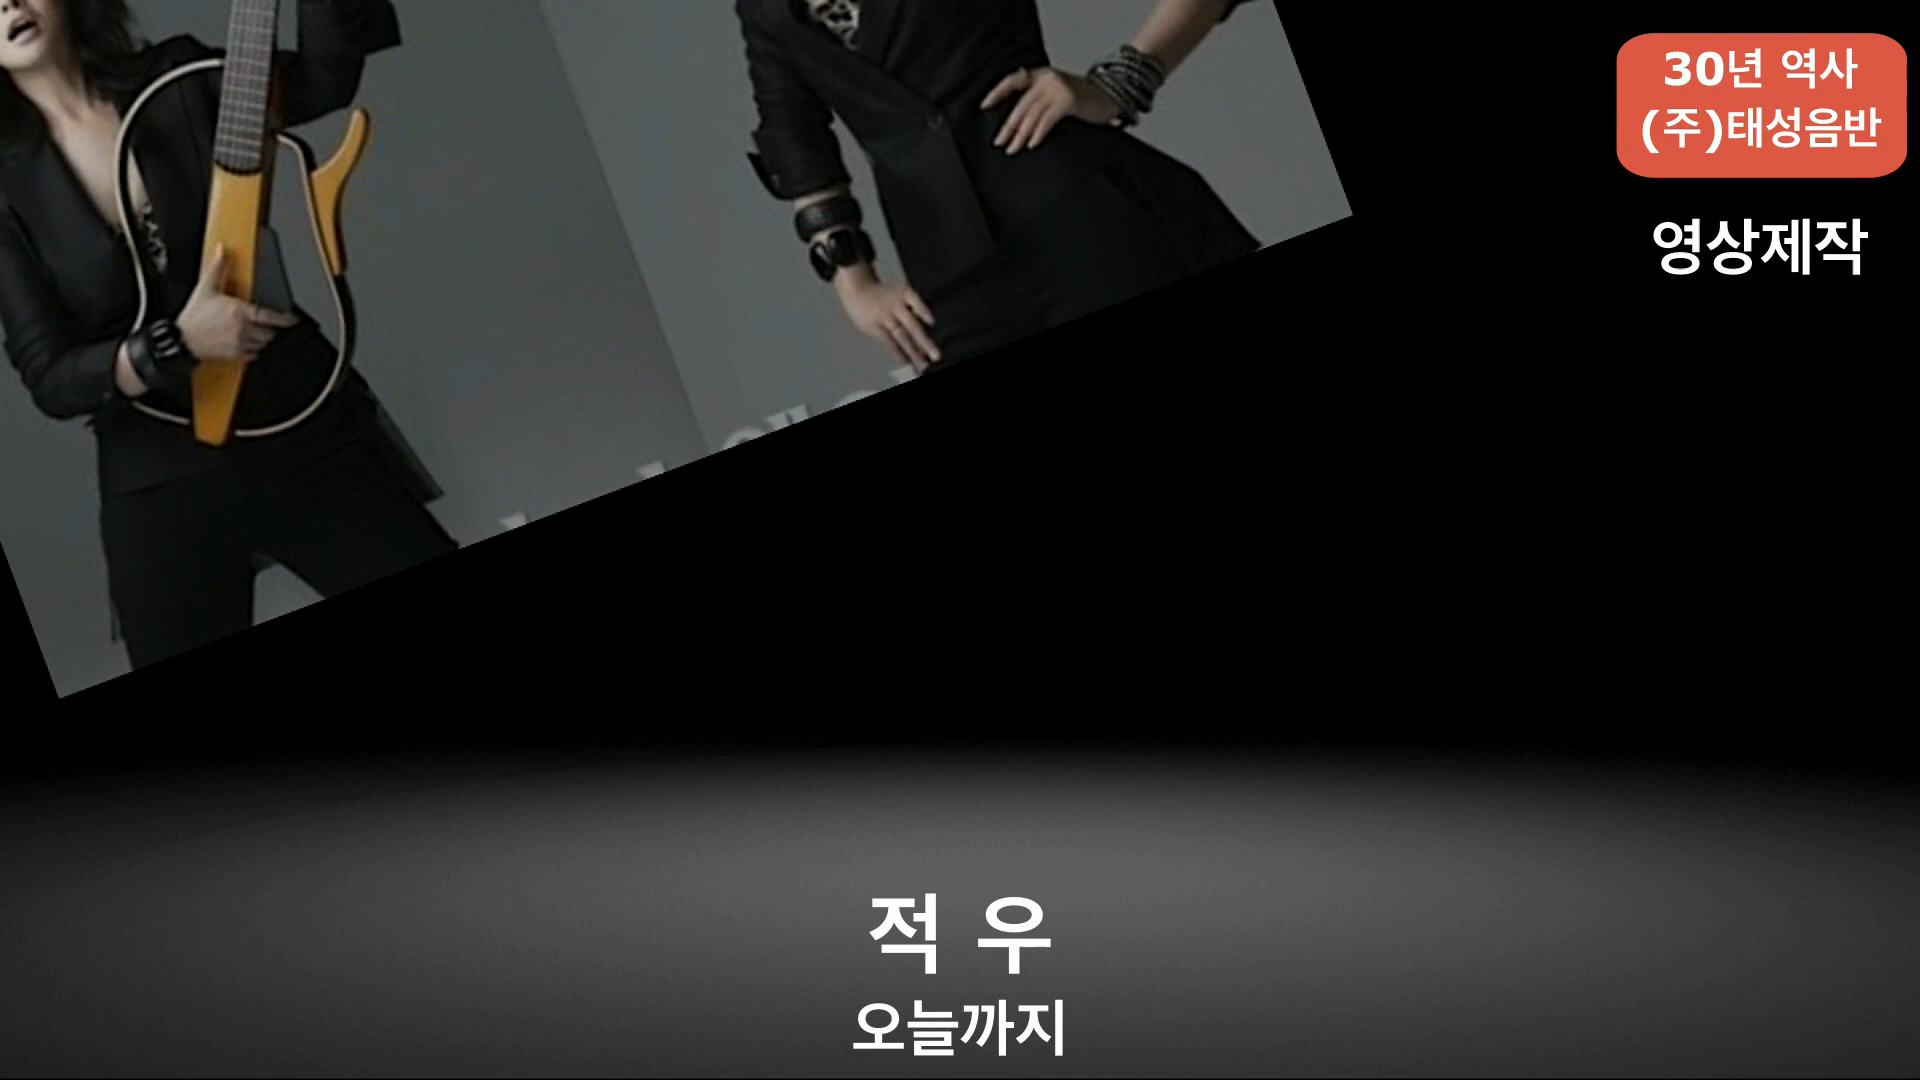 30년 역사
(주)태성음반
영상제작
적 우
오늘까지